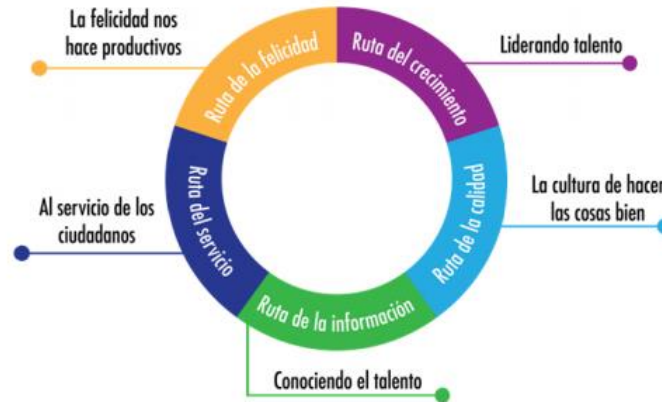 La felicidad nos
hace productivos
Ruta de la felicidad
Ruta del crecimiento
Liderando talento
Al servicio de los
ciudadanos
Ruta del servicio
Ruta de la calidad
La cultura de hacer
las cosas bien
Ruta de la información
Conociendo el talento